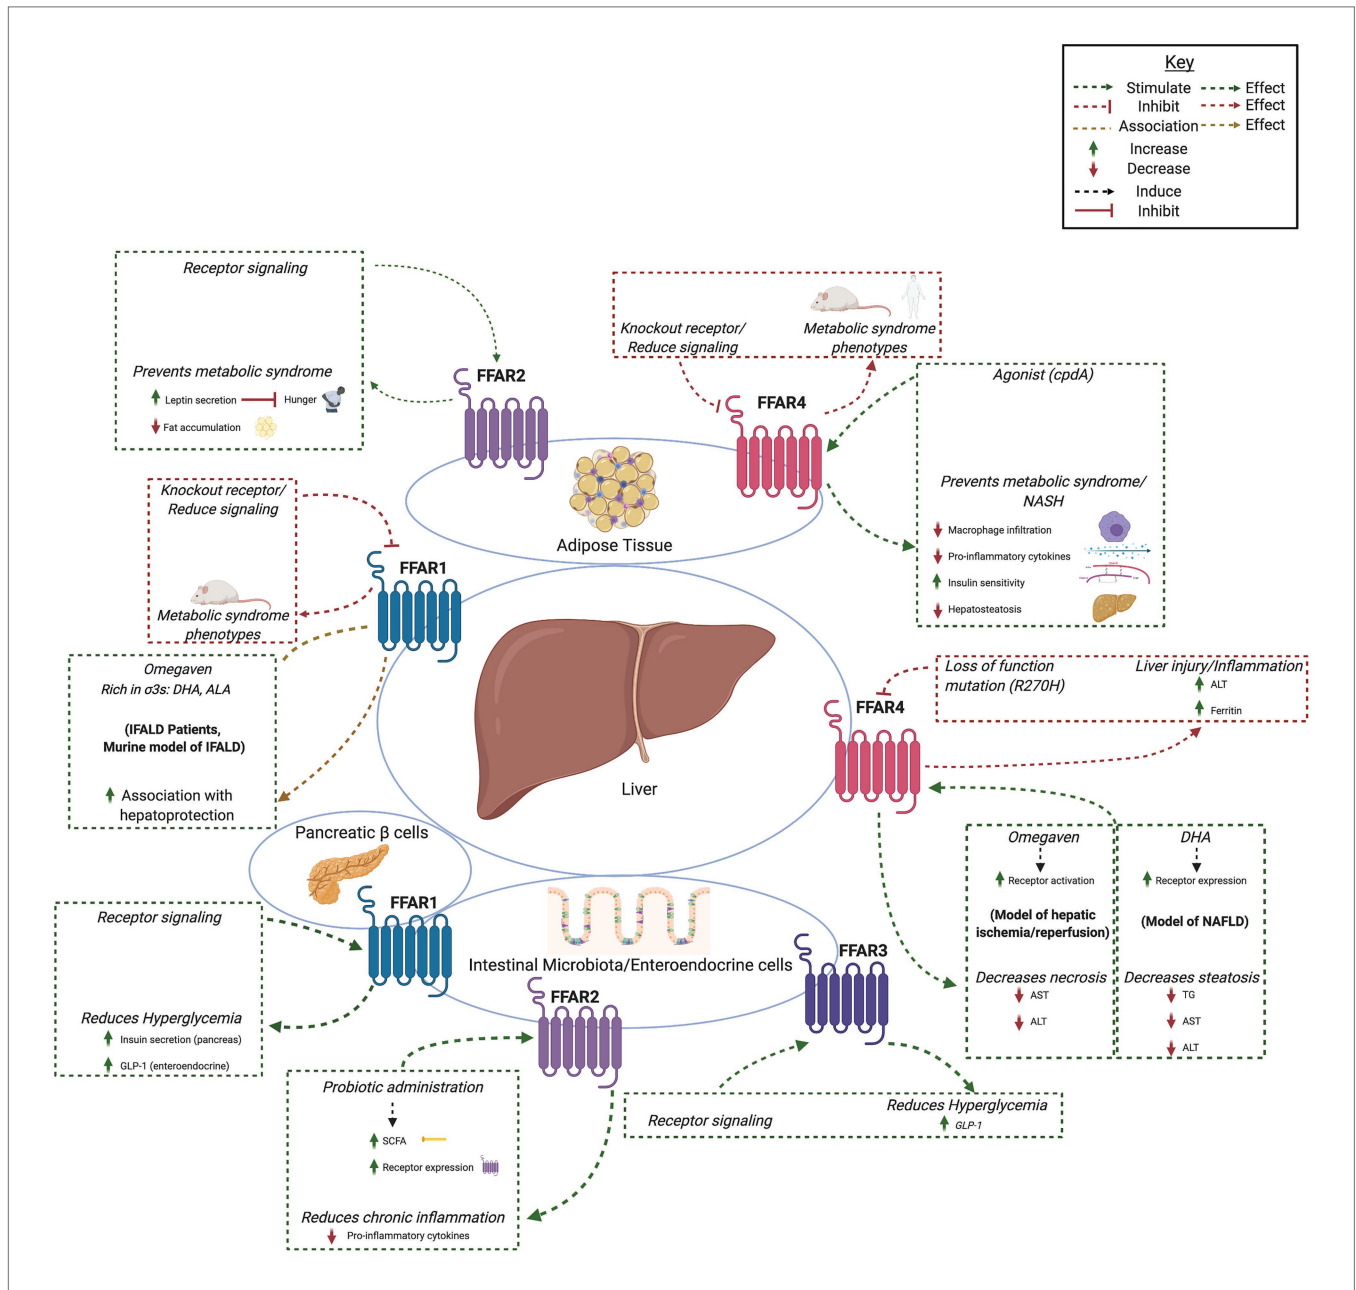 Key
Stimulate
Effect
Inhibit
Effect
Association
Effect
Increase
Decrease
Induce
Inhibit
Receptor signaling
Prevents metabolic syndrome
Leptin secretion
Hunger
Fat accumulation
FFAR2
Knockout receptor/
Reduce signaling
Metabolic syndrome
phenotypes
FFAR4
Agonist (cpdA)
Prevents metabolic syndrome/
NASH
Macrophage infiltration
Pro-inflammatory cytokines
Insulin sensitivity
Hepatosteatosis
Adipose Tissue
Knockout receptor/
Reduce signaling
Metabolic syndrome
phenotypes
FFAR1
Omegaven
Rich in σ3s: DHA, ALA
(IFALD Patients,
Murine model of IFALD)
Association with
hepatoprotection
Liver
FFAR4
Loss of function
mutation (R270H)
Liver injury/Inflammation
ALT
Ferritin
Omegaven
Receptor activation
(Model of hepatic
ischemia/reperfusion)
Decreases necrosis
AST
ALT
DHA
Receptor expression
(Model of NAFLD)
Decreases steatosis
TG
AST
ALT
Pancreatic β cells
FFAR1
Receptor signaling
Reduces Hyperglycemia
Insuin secretion (pancreas)
GLP-1 (enteroendocrine)
Intestinal Microbiota/Enteroendocrine cells
FFAR2
FFAR3
Probiotic administration
SCFA
Receptor expression
Reduces chronic inflammation
Pro-inflammatory cytokines
Receptor signaling
Reduces Hyperglycemia
GLP-1